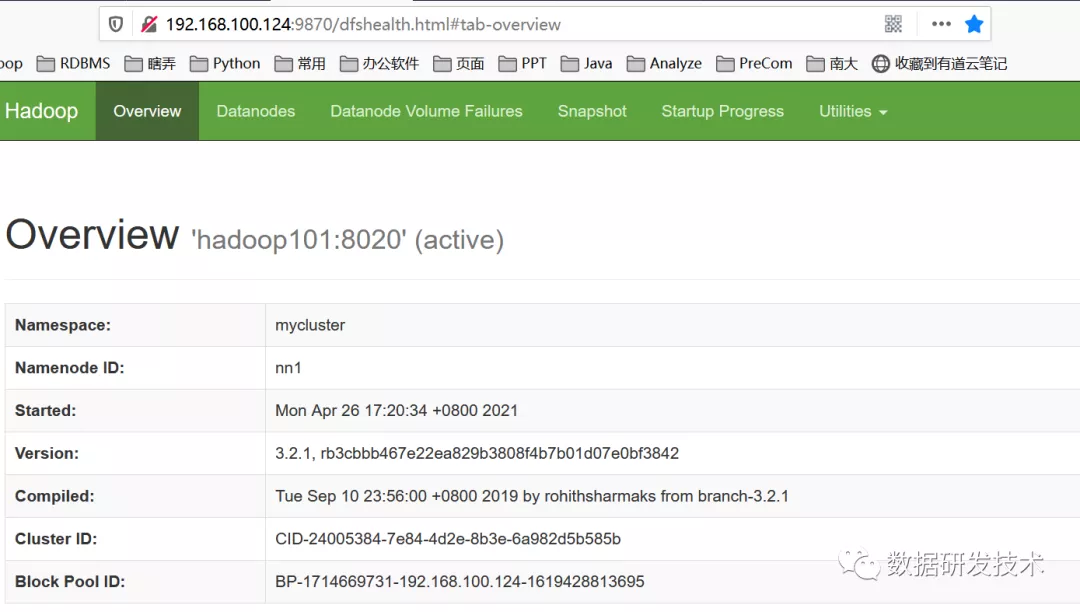 192.168.100.124:9870/dfshealth.html#tab-overview
oop RDBMS 瞎弄 Python 常用 办公软件 页面 PPT Java Analyze PreCom 南大 收藏到有道云笔记
Hadoop Overview Datanodes Datanode Volume Failures Snapshot Startup Progress Utilities
Overview 'hadoop101:8020' (active)
Namespace: mycluster
Namenode ID: nn1
Started: Mon Apr 26 17:20:34 +0800 2021
Version: 3.2.1, rb3cbbb467e22ea829b3808f4b7b01d07e0bf3842
Compiled: Tue Sep 10 23:56:00 +0800 2019 by rohithsharmaks from branch-3.2.1
Cluster ID: CID-24005384-7e84-4d2e-8b3e-6a982d5b585b
Block Pool ID: BP-1714669731-192.168.100.124-1619428813695
数据研发技术